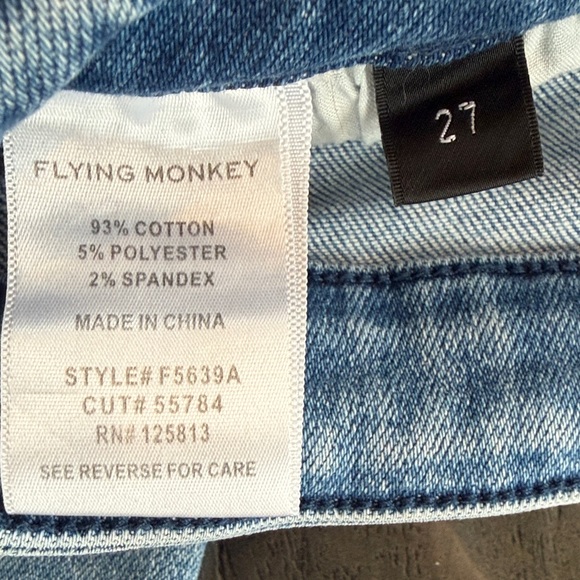 FLYING MONKEY
93% COTTON
5% POLYESTER
2% SPANDEX
MADE IN CHINA
STYLE# F5639A
CUT# 55784
RN# 125813
SEE REVERSE FOR CARE
27